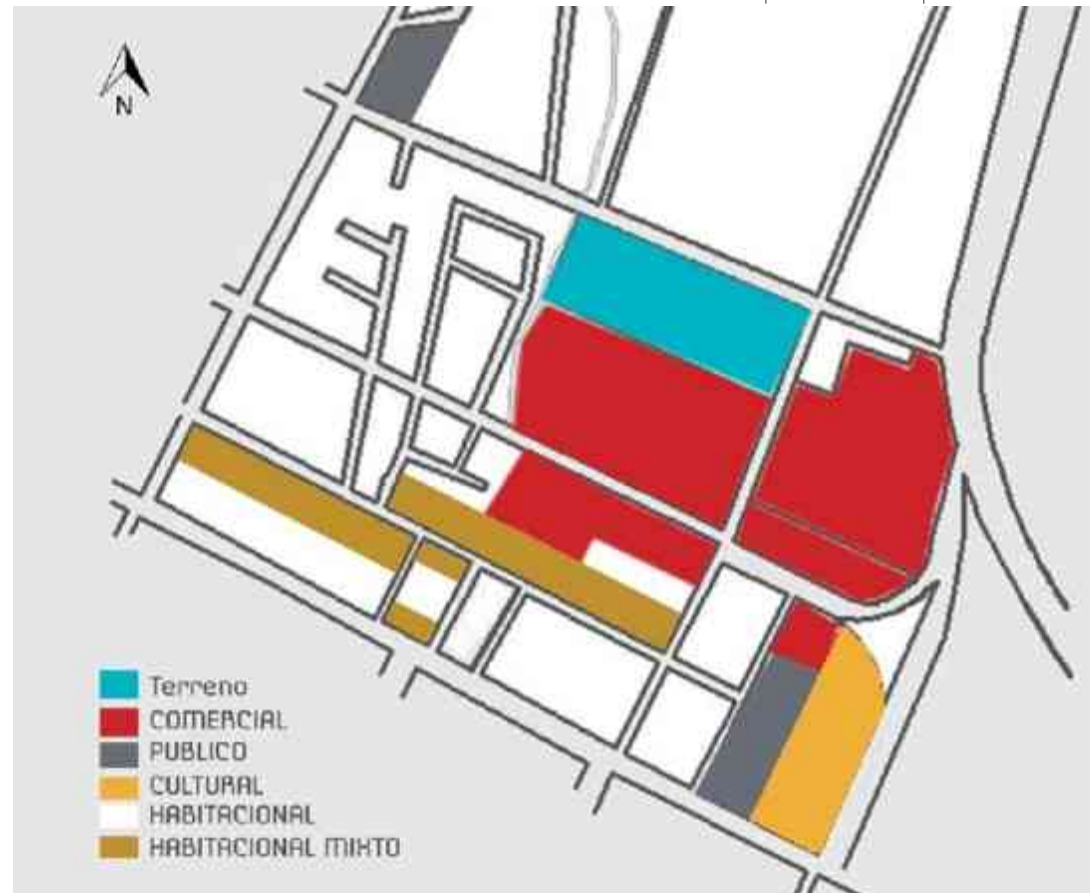 N
Terreno
COMERCIAL
PUBLICO
CULTURAL
HABITACIONAL
HABITACIONAL MIXTO